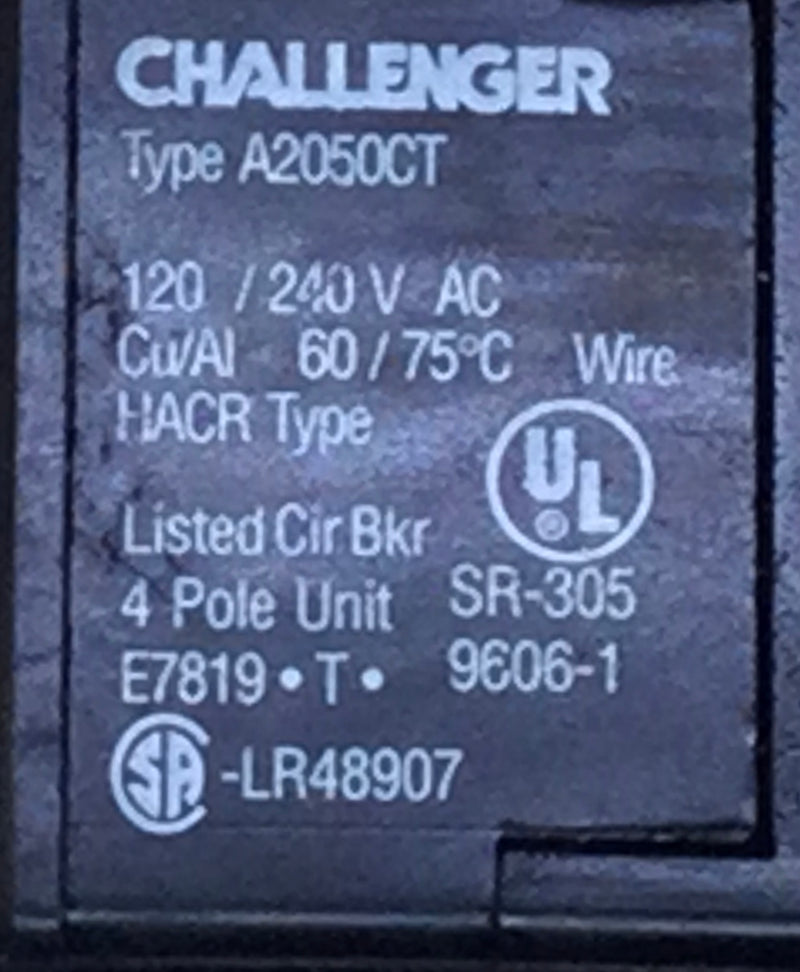 CHALLENGER
Type A2050CT
120 / 240 V AC
Cu/Al 60 / 75°C Wire
HACR Type
UL ®
Listed Cir Bkr
4 Pole Unit SR-305
E7819 • T • 9606-1
SA -LR48907